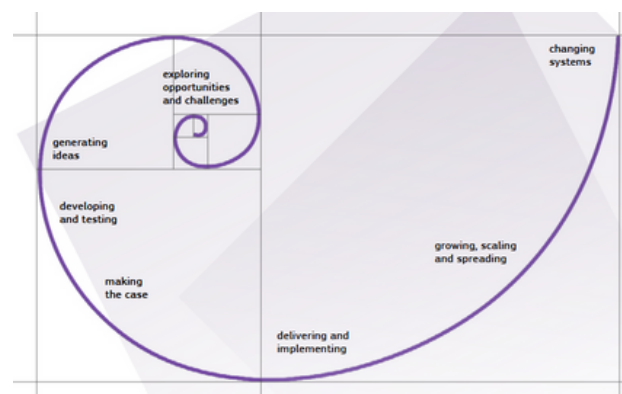 exploring
opportunities
and challenges
generating
ideas
developing
and testing
making
the case
delivering and
implementing
growing, scaling
and spreading
changing
systems